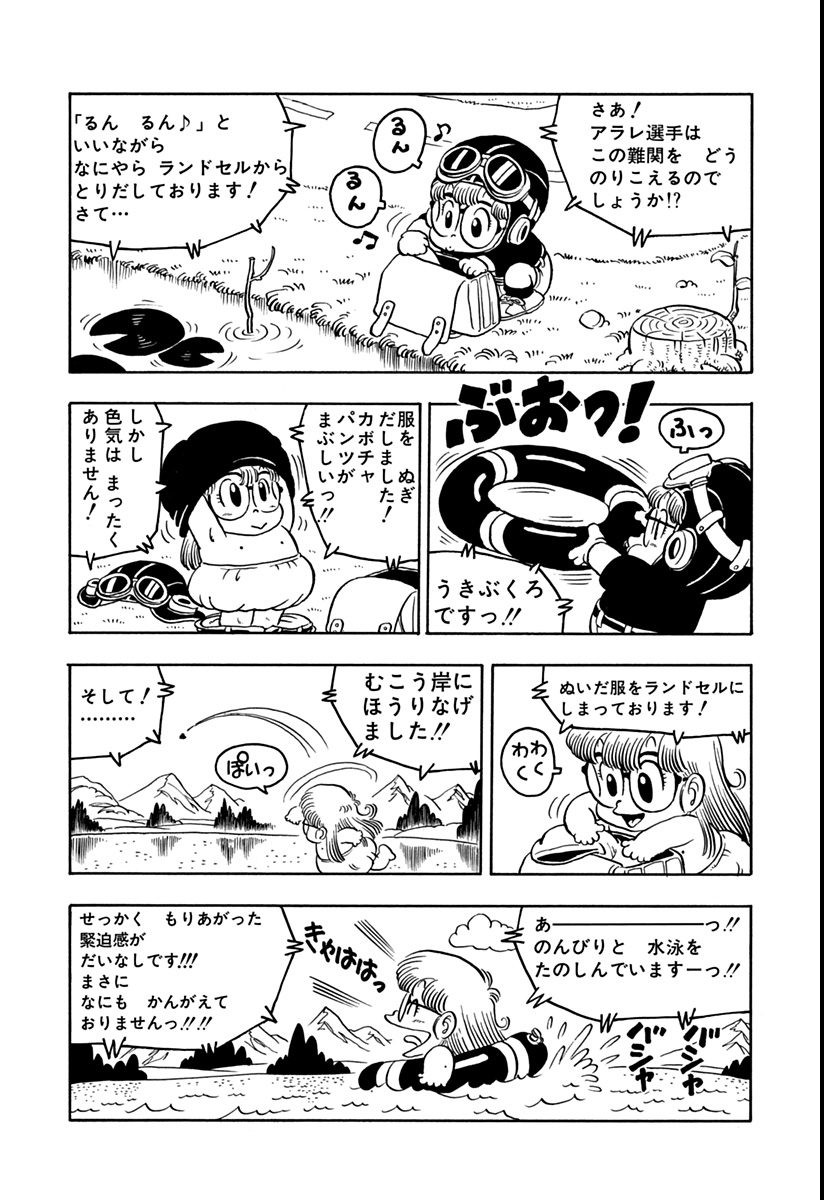 さあ!
アラレ選手は
この難関を どう
のりこえるので
しょうか!?
るん♪
るん♪
「るん るん♪」と
いいながら
なにやら ランドセルから
とりだしております!
さて…
ふっ
ぶおっ!
うきぶくろ
ですっ!!
服を ぬぎ
だしました!
カボチャ
パンツが
まぶしいっ!!
しかし
色気は まったく
ありません!
ぬいだ服をランドセルに
しまっております!
わく
わく
むこう岸に
ほうりなげ
ました!!
ぽいっ
そして!
………
あーーーーーっ!!
のんびりと 水泳を
たのしんでいますーっ!!
バシャ
バシャ
きゃははっ
せっかく もりあがった
緊迫感が
だいなしです!!!
まさに
なにも かんがえて
おりませんっ!!!